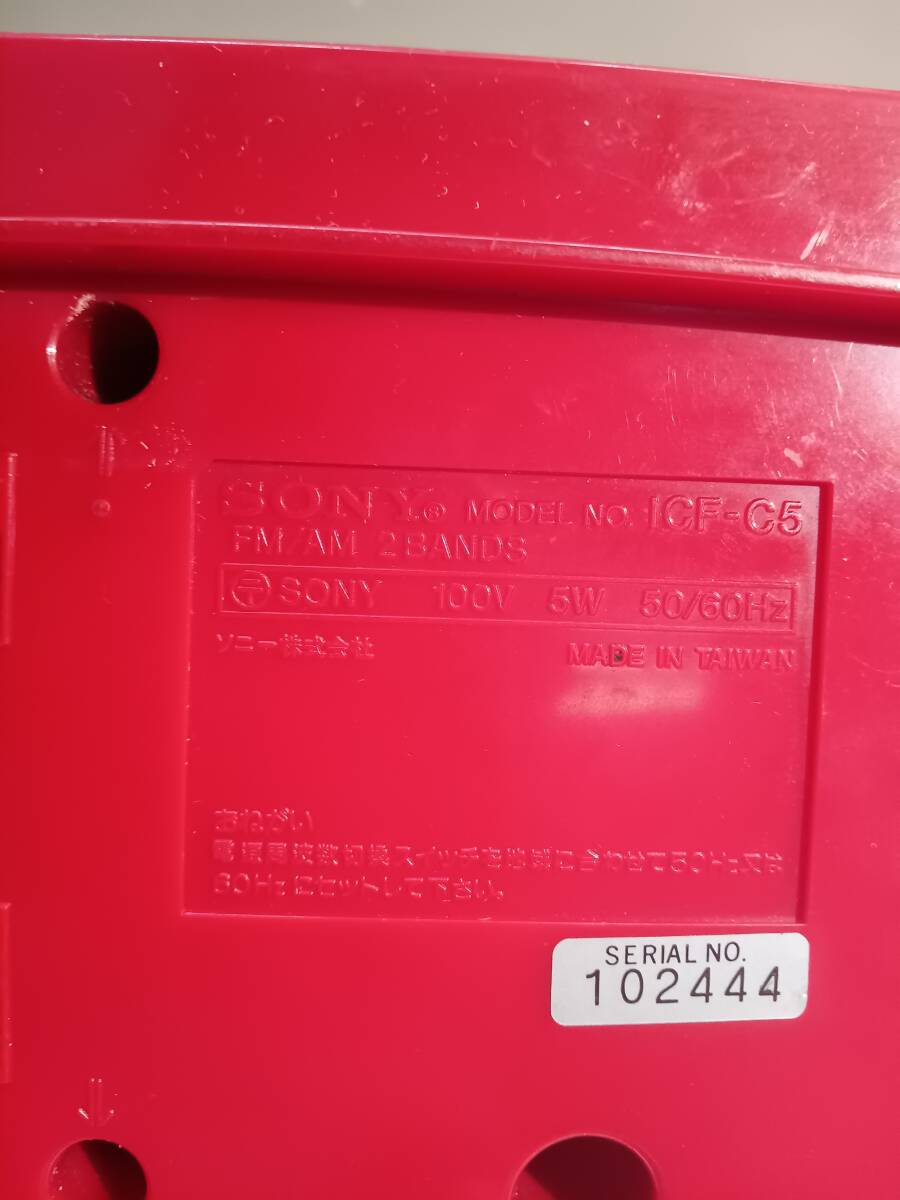 SONY® MODEL NO. ICF-C5
FM/AM 2BANDS
〒 SONY 100V 5W 50/60Hz
ソニー株式会社 MADE IN TAIWAN
おねがい
電源周波数切換スイッチを地域に合わせて50Hz又は
60Hzにセットして下さい。
SERIAL NO.
102444